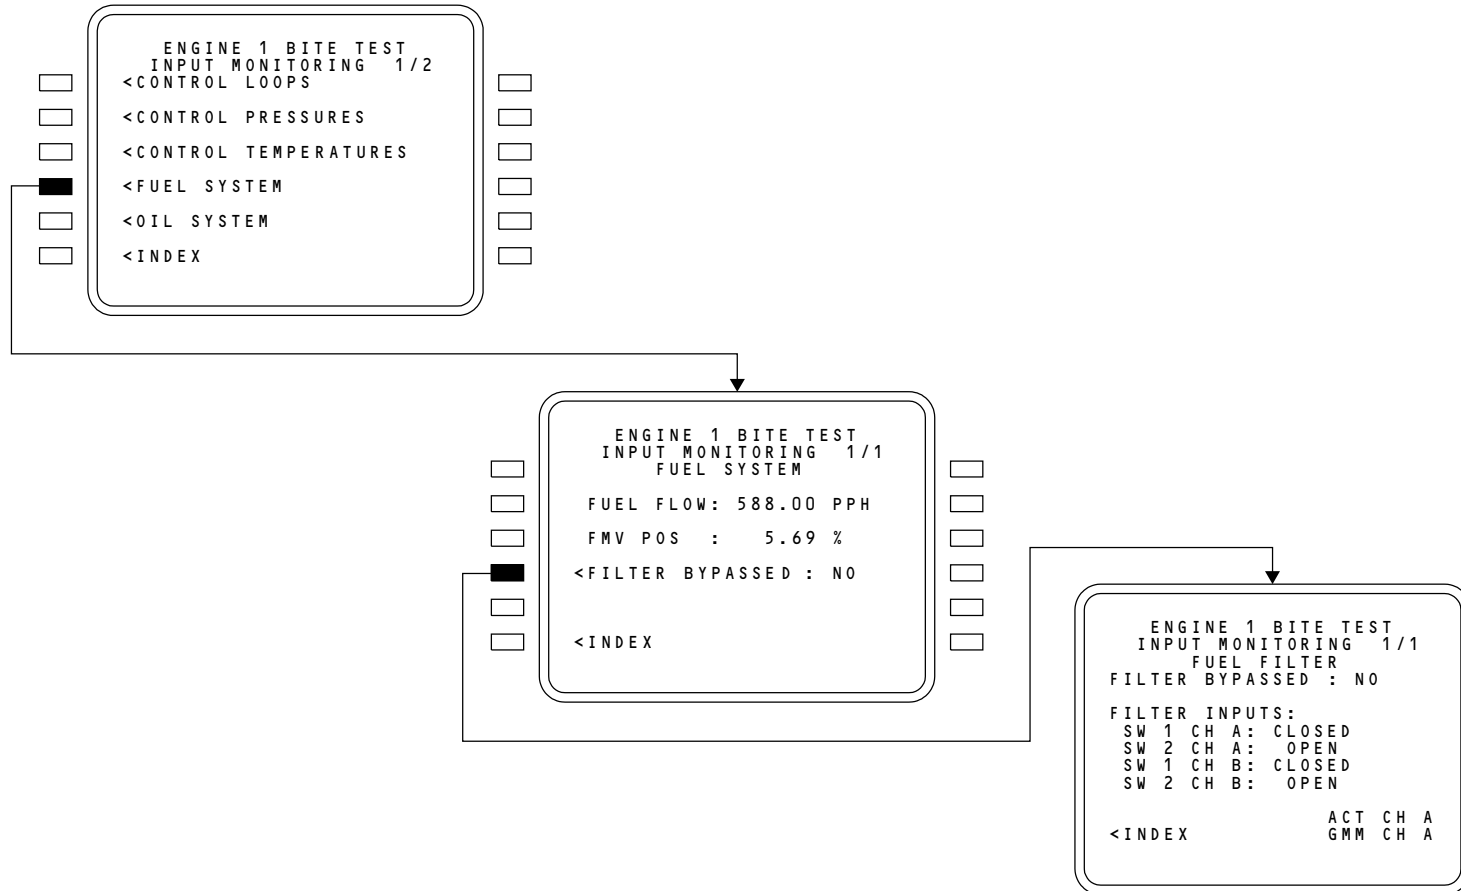 ENGINE 1 BITE TEST
INPUT MONITORING 1/2
<CONTROL LOOPS
<CONTROL PRESSURES
<CONTROL TEMPERATURES
<FUEL SYSTEM
<OIL SYSTEM
<INDEX
ENGINE 1 BITE TEST
INPUT MONITORING 1/1
FUEL SYSTEM
FUEL FLOW: 588.00 PPH
FMV POS : 5.69 %
<FILTER BYPASSED : NO
<INDEX
ENGINE 1 BITE TEST
INPUT MONITORING 1/1
FUEL FILTER
FILTER BYPASSED : NO
FILTER INPUTS:
SW 1 CH A: CLOSED
SW 2 CH A: OPEN
SW 1 CH B: CLOSED
SW 2 CH B: OPEN
ACT CH A
<INDEX GMM CH A